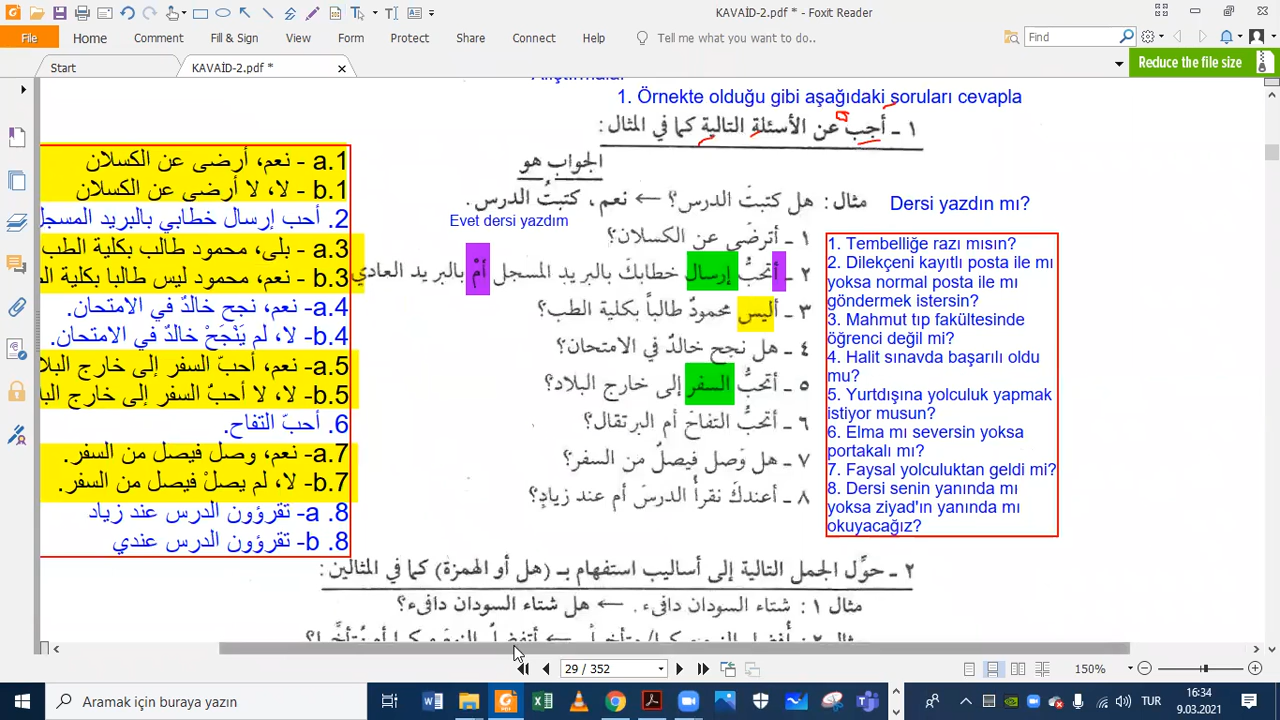 KAVAİD-2.pdf * - Foxit Reader
File Home Comment Fill & Sign View Form Protect Share Connect Help Tell me what you want to do... Find
Start KAVAİD-2.pdf * Reduce the file size
1. Örnekte olduğu gibi aşağıdaki soruları cevapla
١ ـ أجب عن الأسئلة التالية كما في المثال :
الجواب هو
مثال : هل كتبتَ الدرس؟ ← نعم، كتبتُ الدرس .
Dersi yazdın mı?
Evet dersi yazdım
١ ـ أترضَى عن الكسلان؟
٢ ـ أتحبُّ إرسال خطابكَ بالبريدِ المسجل أمْ بالبريد العادي
٣ ـ أليس محمودٌ طالباً بكلية الطب؟
٤ ـ هل نجح خالدٌ في الامتحان؟
٥ ـ أتحبُّ السفر إلى خارج البلاد؟
٦ ـ أتحبُّ التفاحَ أم البرتقال؟
٧ ـ هل وَصل فيصلٌ من السفر؟
٨ ـ أعندكَ نقرأُ الدرسَ أم عند زيادٍ؟
1. Tembelliğe razı mısın?
2. Dilekçeni kayıtlı posta ile mı
yoksa normal posta ile mı
göndermek istersin?
3. Mahmut tıp fakültesinde
öğrenci değil mi?
4. Halit sınavda başarılı oldu
mu?
5. Yurtdışına yolculuk yapmak
istiyor musun?
6. Elma mı seversin yoksa
portakalı mı?
7. Faysal yolculuktan geldi mi?
8. Dersi senin yanında mı
yoksa ziyad'ın yanında mı
okuyacağız?
a.1 - نعم، أرضى عن الكسلان
b.1 - لا، لا أرضى عن الكسلان
2. أحب إرسال خطابي بالبريد المسجل
a.3 - بلى، محمود طالب بكلية الطب
b.3 - نعم، محمود ليس طالبا بكلية
a.4- نعم، نجح خالدٌ في الامتحان.
b.4- لا، لم يَنْجَحْ خالدٌ في الامتحان.
a.5 - نعم، أحبّ السفر إلى خارج
b.5 - لا، لا أحبّ السفر إلى خارج
6. أحبّ التفاح.
a.7 - نعم، وصل فيصل من السفر.
b.7 - لا، لم يصلْ فيصل من السفر.
8. a- تقرؤون الدرس عند زياد
8. b- تقرؤون الدرس عندي
٢ ـ حوِّل الجمل التالية إلى أساليب استفهام بـ (هل أو الهمزة) كما في المثالين :
مثال ١ : شتاء السودان دافىء . ← هل شتاء السودان دافىء؟
29 / 352 150%
Aramak için buraya yazın TUR 16:34
9.03.2021